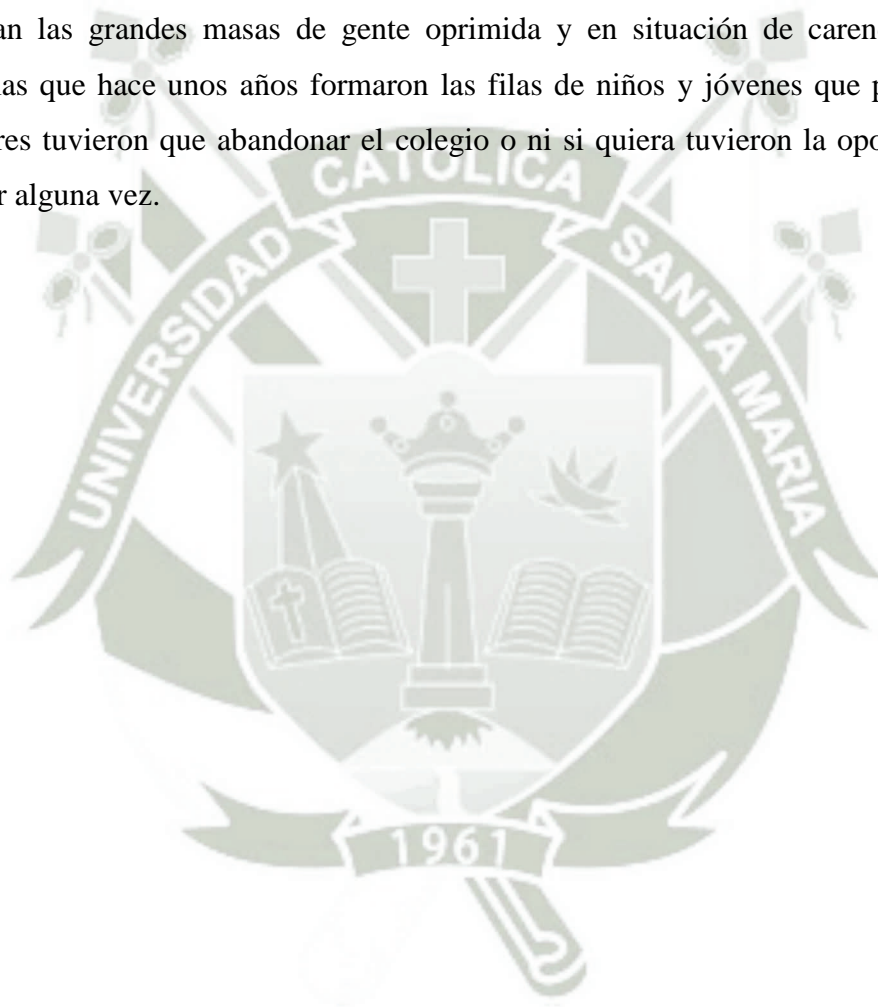 an las grandes masas de gente oprimida y en situación de caren
as que hace unos años formaron las filas de niños y jóvenes que p
res tuvieron que abandonar el colegio o ni si quiera tuvieron la opo
r alguna vez.
UNIVERSIDAD CATOLICA SANTA MARIA
1961